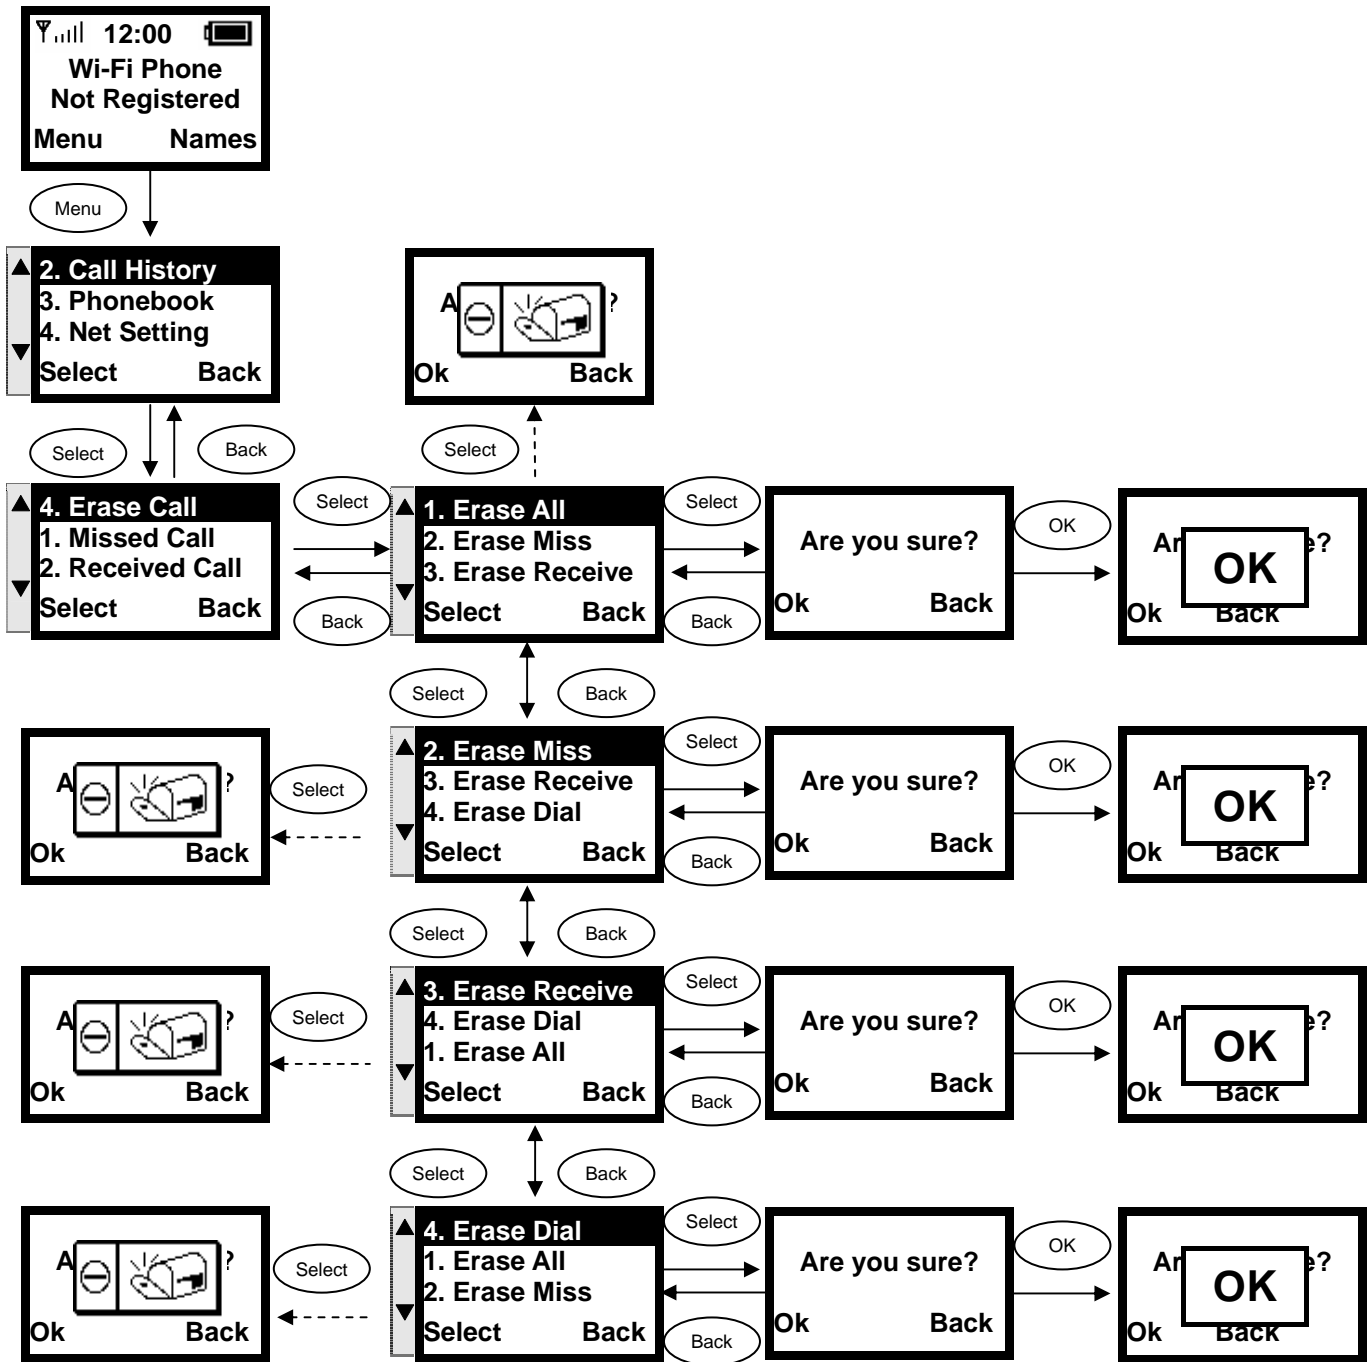 12:00
Wi-Fi Phone
Not Registered
Menu Names
Menu
2. Call History
3. Phonebook
4. Net Setting
Select Back
A ?
Ok Back
Select
Back
Select
4. Erase Call
1. Missed Call
2. Received Call
Select Back
Select
Back
1. Erase All
2. Erase Miss
3. Erase Receive
Select Back
Select
Back
Are you sure?
Ok Back
OK
Ar e?
OK
Ok Back
Select
Back
A ?
Ok Back
Select
2. Erase Miss
3. Erase Receive
4. Erase Dial
Select Back
Select
Back
Are you sure?
Ok Back
OK
Ar e?
OK
Ok Back
Select
Back
A ?
Ok Back
Select
3. Erase Receive
4. Erase Dial
1. Erase All
Select Back
Select
Back
Are you sure?
Ok Back
OK
Ar e?
OK
Ok Back
Select
Back
A ?
Ok Back
Select
4. Erase Dial
1. Erase All
2. Erase Miss
Select Back
Select
Back
Are you sure?
Ok Back
OK
Ar e?
OK
Ok Back